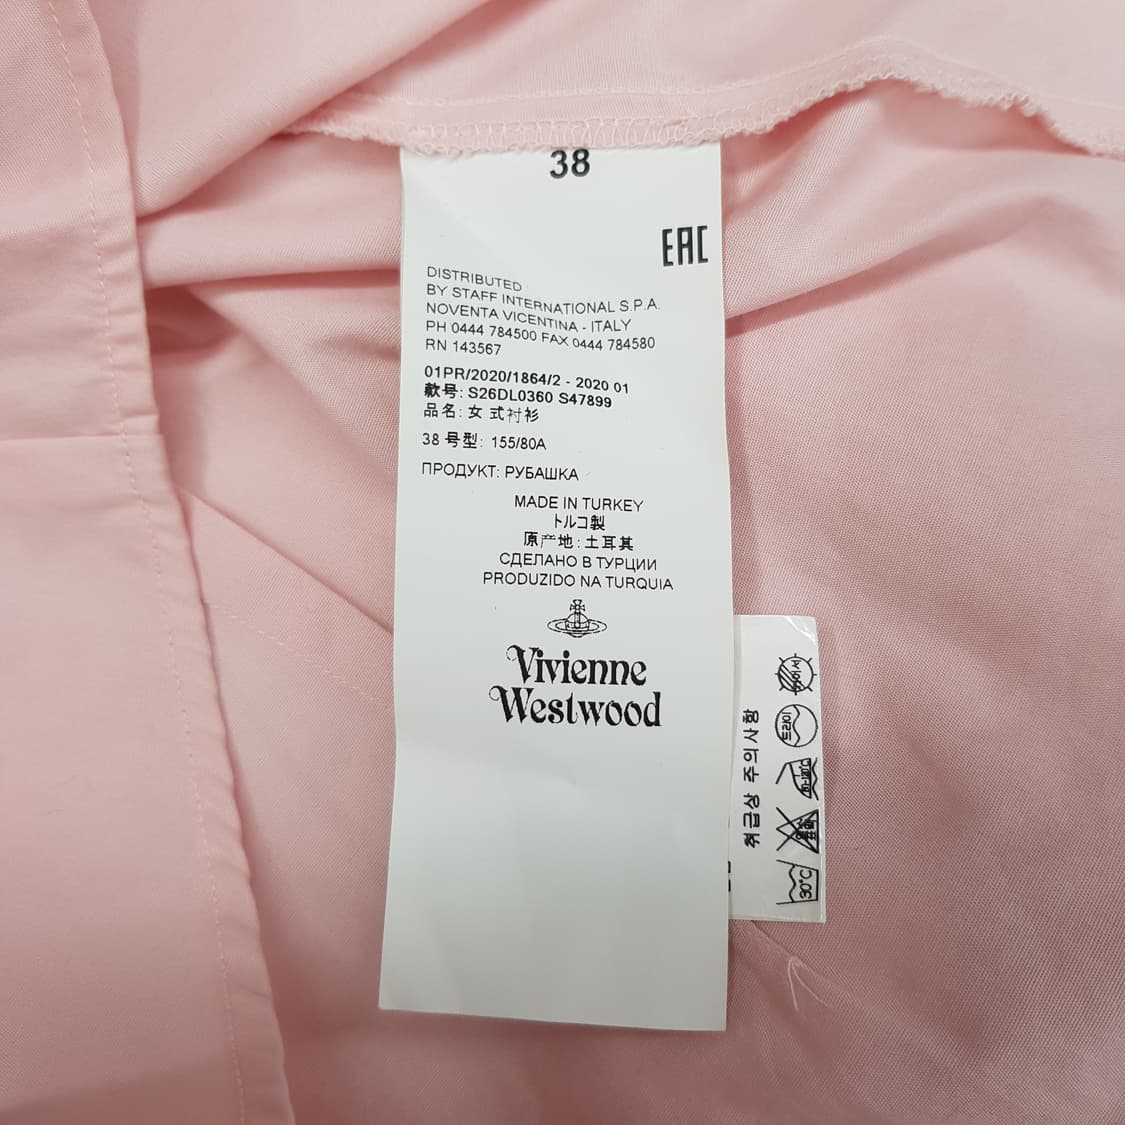 38
EAC
DISTRIBUTED
BY STAFF INTERNATIONAL S.P.A.
NOVENTA VICENTINA - ITALY
PH 0444 784500 FAX 0444 784580
RN 143567
01PR/2020/1864/2 - 2020 01
款号: S26DL0360 S47899
品名: 女 式衬衫
38 号型: 155/80A
ПРОДУКТ: РУБАШКА
MADE IN TURKEY
トルコ製
原产地: 土耳其
СДЕЛАНО В ТУРЦИИ
PRODUZIDO NA TURQUIA
Vivienne
Westwood
취급상 주의사항
드라이
30°C